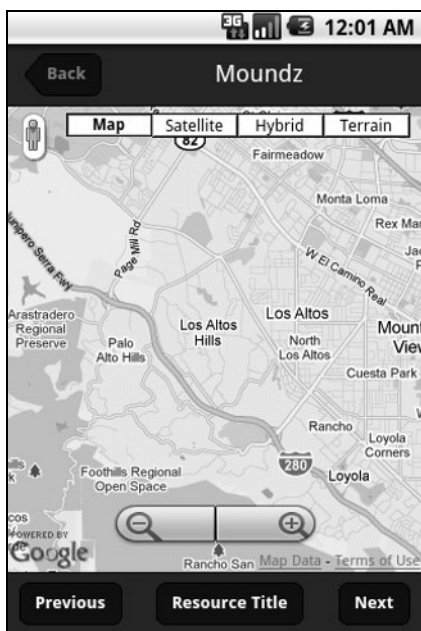 3G 12:01 AM
Back
Moundz
Map Satellite Hybrid Terrain
82
Fairmeadow
Monta Loma
Rex Ma
Page Mill Rd
W El Camino Real
Junipero Serra Fwy
Arastradero
Regional
Preserve
Palo
Alto Hills
Los Altos
Hills
Los Altos
North
Los Altos
Mount
View
Cuesta Park
Rancho
Loyola
Corners
280
Loyola
Foothills Regional
Open Space
POWERED BY
Google
Rancho San
Map Data - Terms of Use
Previous
Resource Title
Next